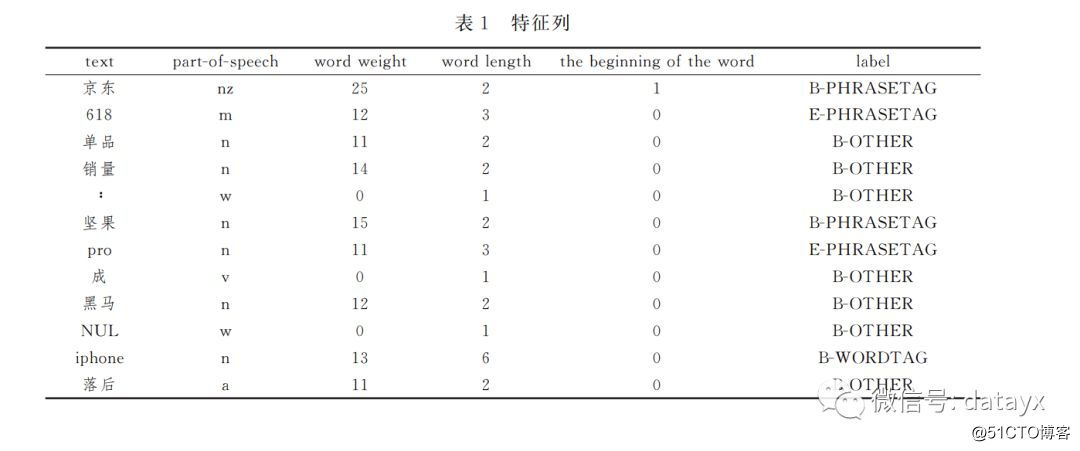 表1 特征列
text part-of-speech word weight word length the beginning of the word label
京东 nz 25 2 1 B-PHRASETAG
618 m 12 3 0 E-PHRASETAG
单品 n 11 2 0 B-OTHER
销量 n 14 2 0 B-OTHER
： w 0 1 0 B-OTHER
坚果 n 15 2 0 B-PHRASETAG
pro n 11 3 0 E-PHRASETAG
成 v 0 1 0 B-OTHER
黑马 n 12 2 0 B-OTHER
NUL w 0 1 0 B-OTHER
iphone n 13 6 0 B-WORDTAG
落后 a 11 2 0 B-OTHER
微信号: datayx
@51CTO博客